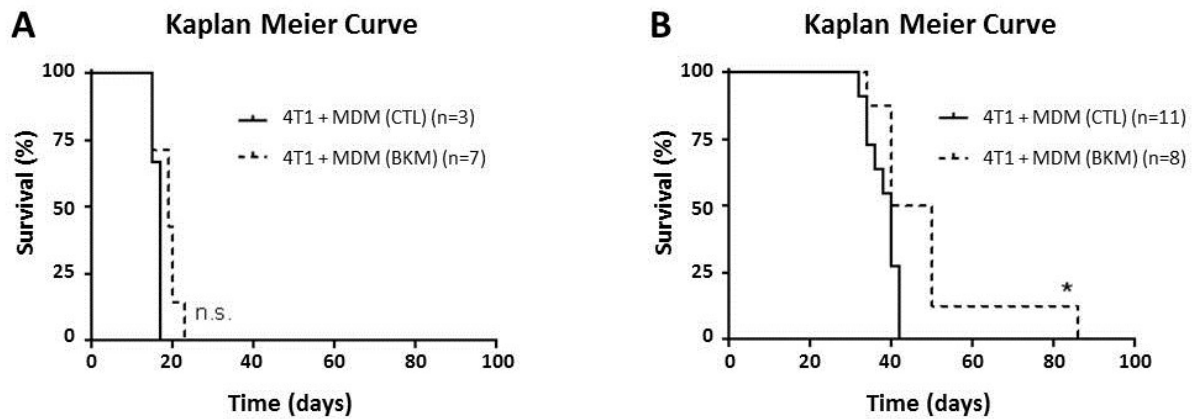 A
Kaplan Meier Curve
Survival (%)
100
75
50
25
0
4T1 + MDM (CTL) (n=3)
4T1 + MDM (BKM) (n=7)
n.s.
0 20 40 60 80 100
Time (days)
B
Kaplan Meier Curve
Survival (%)
100
75
50
25
0
4T1 + MDM (CTL) (n=11)
4T1 + MDM (BKM) (n=8)
*
0 20 40 60 80 100
Time (days)